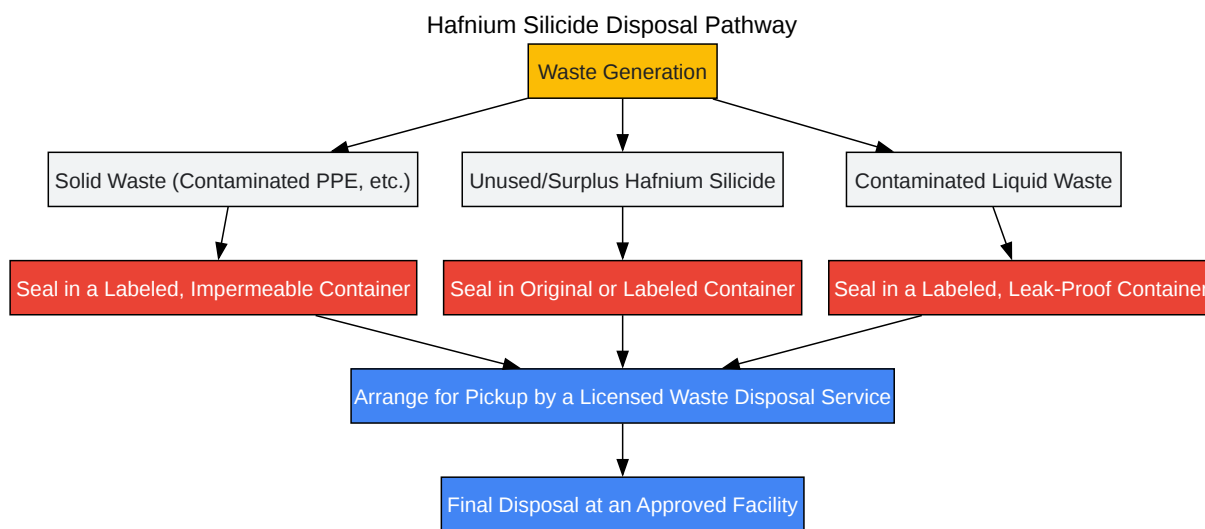 Hafnium Silicide Disposal Pathway
Waste Generation
Solid Waste (Contaminated PPE, etc.)
Unused/Surplus Hafnium Silicide
Contaminated Liquid Waste
Seal in a Labeled, Impermeable Container
Seal in Original or Labeled Container
Seal in a Labeled, Leak-Proof Container
Arrange for Pickup by a Licensed Waste Disposal Service
Final Disposal at an Approved Facility